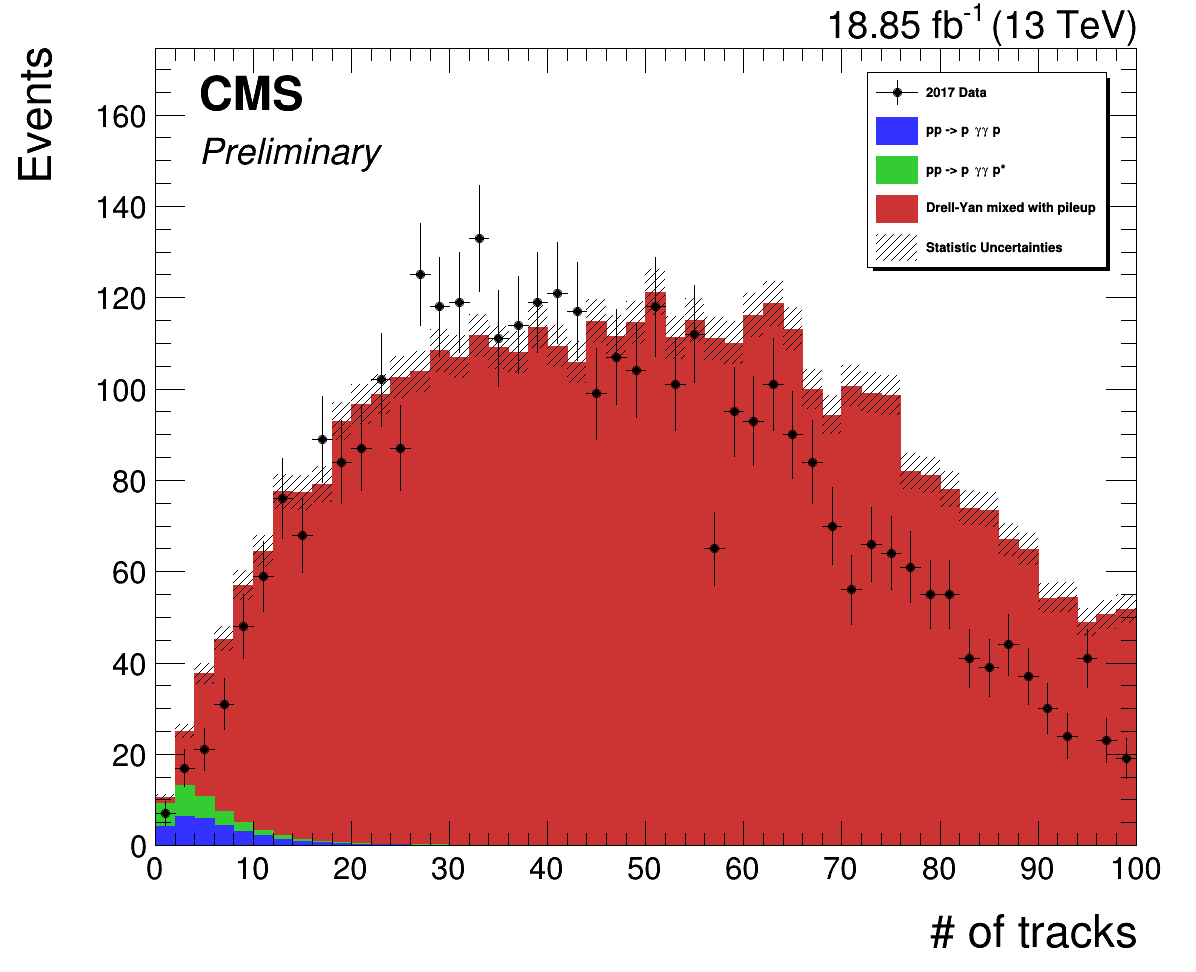 18.85 fb⁻¹ (13 TeV)
Events
CMS
Preliminary
2017 Data
pp -> p γγ p
pp -> p γγ p*
Drell-Yan mixed with pileup
Statistic Uncertainties
160
140
120
100
80
60
40
20
0
0 10 20 30 40 50 60 70 80 90 100
# of tracks